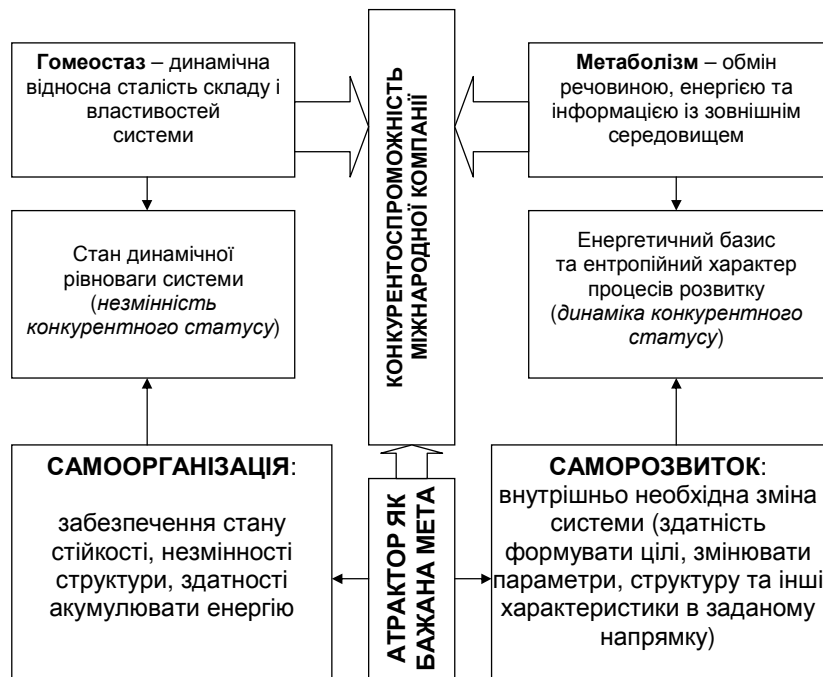 Гомеостаз – динамічна
відносна сталість складу і
властивостей
системи
КОНКУРЕНТОСПРОМОЖНІСТЬ
МІЖНАРОДНОЇ КОМПАНІЇ
Метаболізм – обмін
речовиною, енергією та
інформацією із зовнішнім
середовищем
Стан динамічної
рівноваги системи
(незмінність
конкурентного статусу)
Енергетичний базис
та ентропійний характер
процесів розвитку
(динаміка конкурентного
статусу)
САМООРГАНІЗАЦІЯ:
забезпечення стану
стійкості, незмінності
структури, здатності
акумулювати енергію
АТРАКТОР ЯК
БАЖАНА МЕТА
САМОРОЗВИТОК:
внутрішньо необхідна зміна
системи (здатність
формувати цілі, змінювати
параметри, структуру та інші
характеристики в заданому
напрямку)